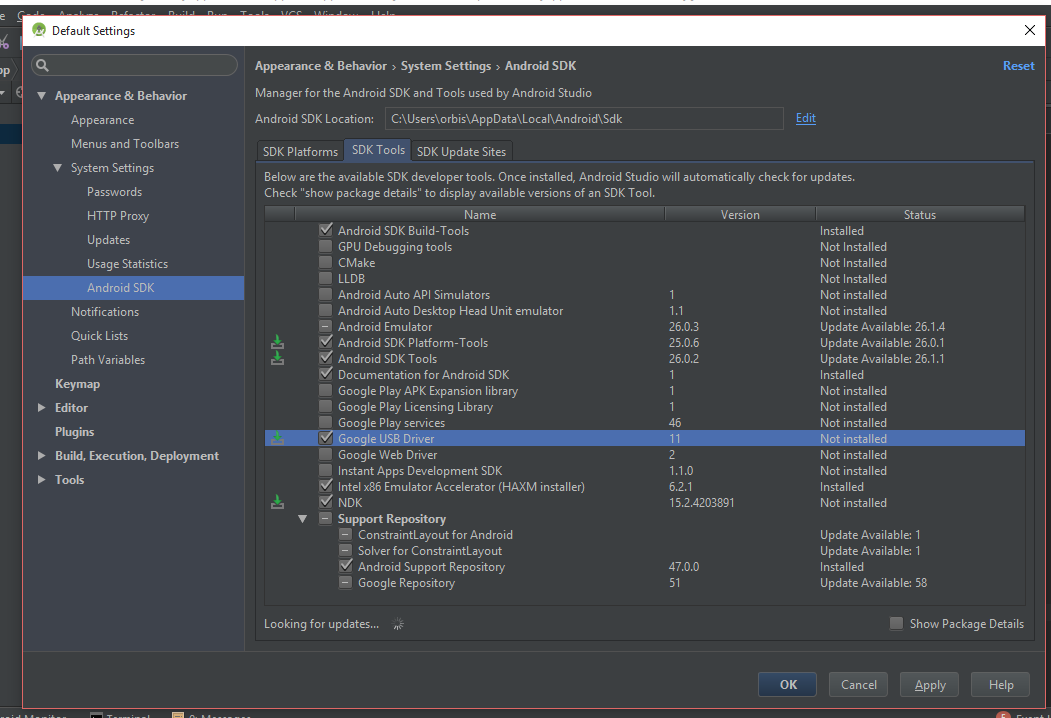 Code Analyze Refactor Build Run Tools VCS Window Help
Default Settings
Appearance & Behavior
Appearance
Menus and Toolbars
System Settings
Passwords
HTTP Proxy
Updates
Usage Statistics
Android SDK
Notifications
Quick Lists
Path Variables
Keymap
Editor
Plugins
Build, Execution, Deployment
Tools
Appearance & Behavior › System Settings › Android SDK
Reset
Manager for the Android SDK and Tools used by Android Studio
Android SDK Location: C:\Users\orbis\AppData\Local\Android\Sdk Edit
SDK Platforms SDK Tools SDK Update Sites
Below are the available SDK developer tools. Once installed, Android Studio will automatically check for updates.
Check "show package details" to display available versions of an SDK Tool.
Name Version Status
Android SDK Build-Tools Installed
GPU Debugging tools Not Installed
CMake Not Installed
LLDB Not Installed
Android Auto API Simulators 1 Not installed
Android Auto Desktop Head Unit emulator 1.1 Not installed
Android Emulator 26.0.3 Update Available: 26.1.4
Android SDK Platform-Tools 25.0.6 Update Available: 26.0.1
Android SDK Tools 26.0.2 Update Available: 26.1.1
Documentation for Android SDK 1 Installed
Google Play APK Expansion library 1 Not installed
Google Play Licensing Library 1 Not installed
Google Play services 46 Not installed
Google USB Driver 11 Not installed
Google Web Driver 2 Not installed
Instant Apps Development SDK 1.1.0 Not installed
Intel x86 Emulator Accelerator (HAXM installer) 6.2.1 Installed
NDK 15.2.4203891 Not installed
Support Repository
ConstraintLayout for Android Update Available: 1
Solver for ConstraintLayout Update Available: 1
Android Support Repository 47.0.0 Installed
Google Repository 51 Update Available: 58
Looking for updates... Show Package Details
OK Cancel Apply Help
Terminal Messages